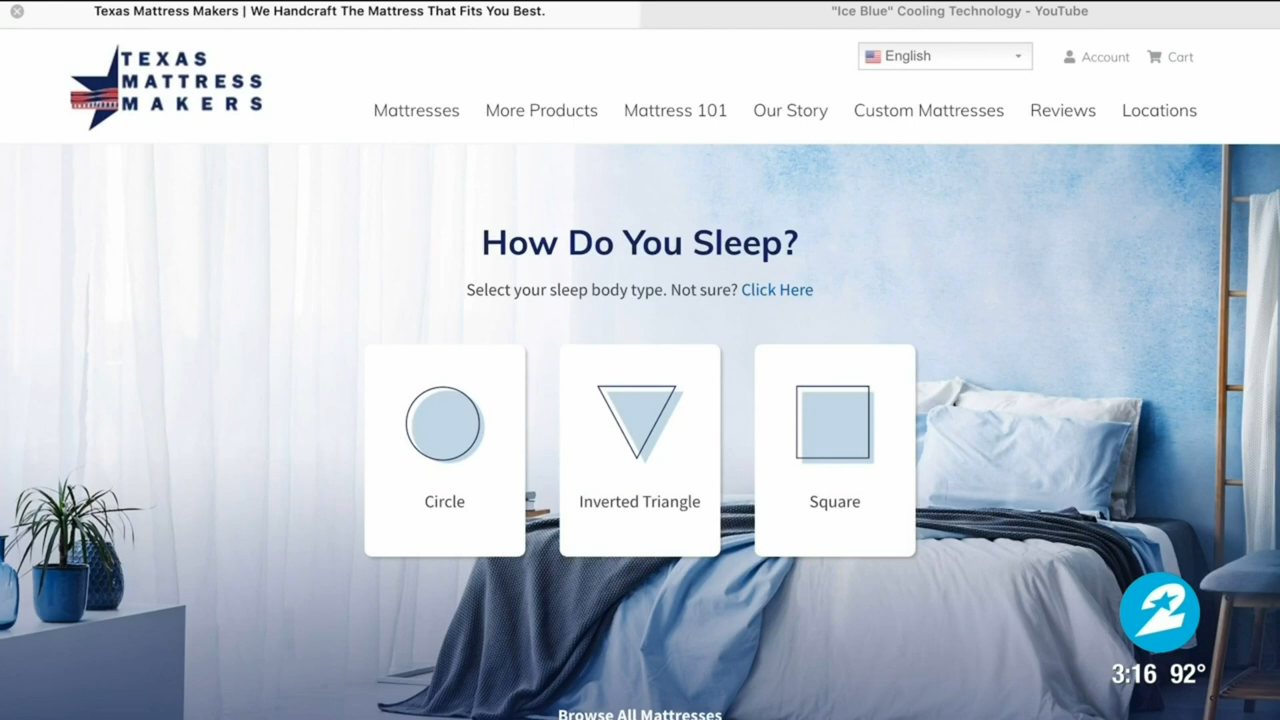 Texas Mattress Makers | We Handcraft The Mattress That Fits You Best.
"Ice Blue" Cooling Technology - YouTube
TEXAS
MATTRESS
MAKERS
English
Account
Cart
Mattresses
More Products
Mattress 101
Our Story
Custom Mattresses
Reviews
Locations
How Do You Sleep?
Select your sleep body type. Not sure? Click Here
Circle
Inverted Triangle
Square
2
3:16 92°
Browse All Mattresses